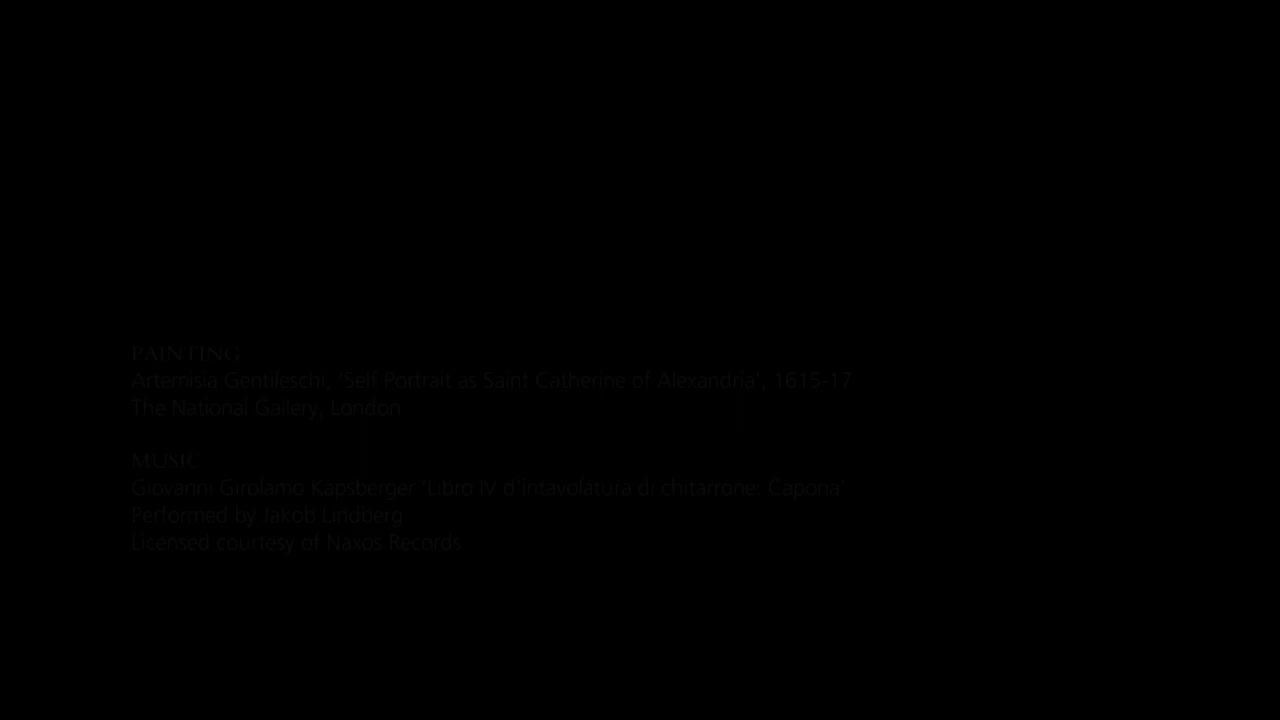 PAINTING
Artemisia Gentileschi, 'Self Portrait as Saint Catherine of Alexandria', 1615-17
The National Gallery, London
MUSIC
Giovanni Girolamo Kapsberger 'Libro IV d'intavolatura di chitarrone: Capona'
Performed by Jakob Lindberg
Licensed courtesy of Naxos Records